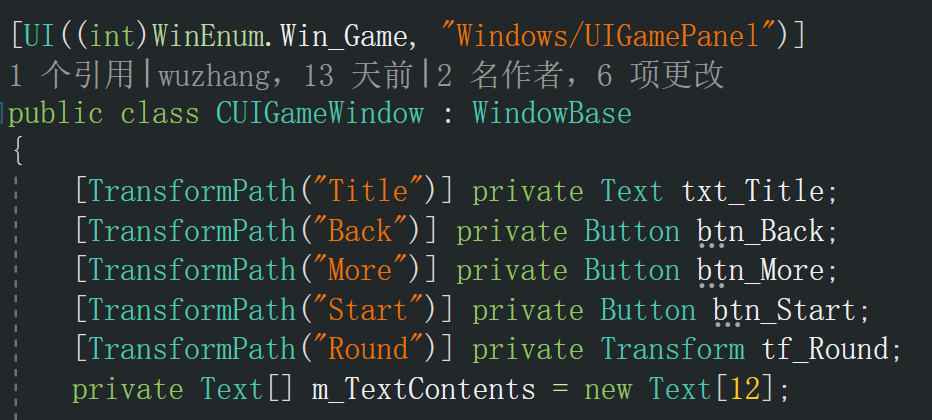 [UI((int)WinEnum.Win_Game, "Windows/UIGamePanel")]
1 个引用|wuzhang，13 天前|2 名作者，6 项更改
public class CUIGameWindow : WindowBase
{
[TransformPath("Title")] private Text txt_Title;
[TransformPath("Back")] private Button btn_Back;
[TransformPath("More")] private Button btn_More;
[TransformPath("Start")] private Button btn_Start;
[TransformPath("Round")] private Transform tf_Round;
private Text[] m_TextContents = new Text[12];